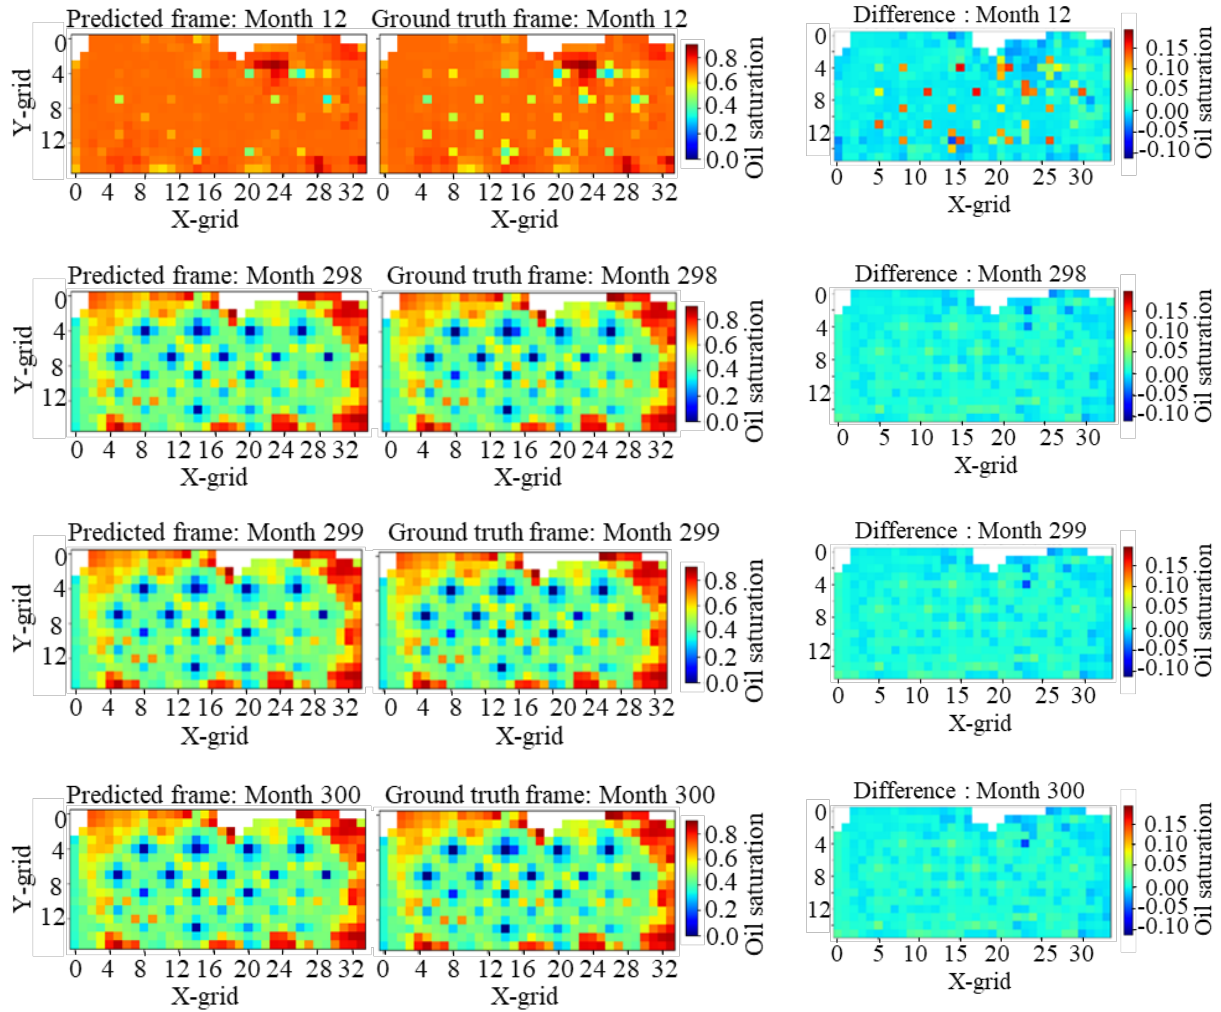 Predicted frame: Month 12 Ground truth frame: Month 12 Difference : Month 12
Y-grid
0
4
8
12
0 4 8 12 16 20 24 28 32
X-grid
0 4 8 12 16 20 24 28 32
X-grid
0.8
0.6
0.4
0.2
0.0
Oil saturation
0
4
8
12
0 5 10 15 20 25 30
X-grid
0.15
0.10
0.05
0.00
-0.05
-0.10
Oil saturation
Predicted frame: Month 298 Ground truth frame: Month 298 Difference : Month 298
Y-grid
0
4
8
12
0 4 8 12 16 20 24 28 32
X-grid
0 4 8 12 16 20 24 28 32
X-grid
0.8
0.6
0.4
0.2
0.0
Oil saturation
0
4
8
12
0 5 10 15 20 25 30
X-grid
0.15
0.10
0.05
0.00
-0.05
-0.10
Oil saturation
Predicted frame: Month 299 Ground truth frame: Month 299 Difference : Month 299
Y-grid
0
4
8
12
0 4 8 12 16 20 24 28 32
X-grid
0 4 8 12 16 20 24 28 32
X-grid
0.8
0.6
0.4
0.2
0.0
Oil saturation
0
4
8
12
0 5 10 15 20 25 30
X-grid
0.15
0.10
0.05
0.00
-0.05
-0.10
Oil saturation
Predicted frame: Month 300 Ground truth frame: Month 300 Difference : Month 300
Y-grid
0
4
8
12
0 4 8 12 16 20 24 28 32
X-grid
0 4 8 12 16 20 24 28 32
X-grid
0.8
0.6
0.4
0.2
0.0
Oil saturation
0
4
8
12
0 5 10 15 20 25 30
X-grid
0.15
0.10
0.05
0.00
-0.05
-0.10
Oil saturation